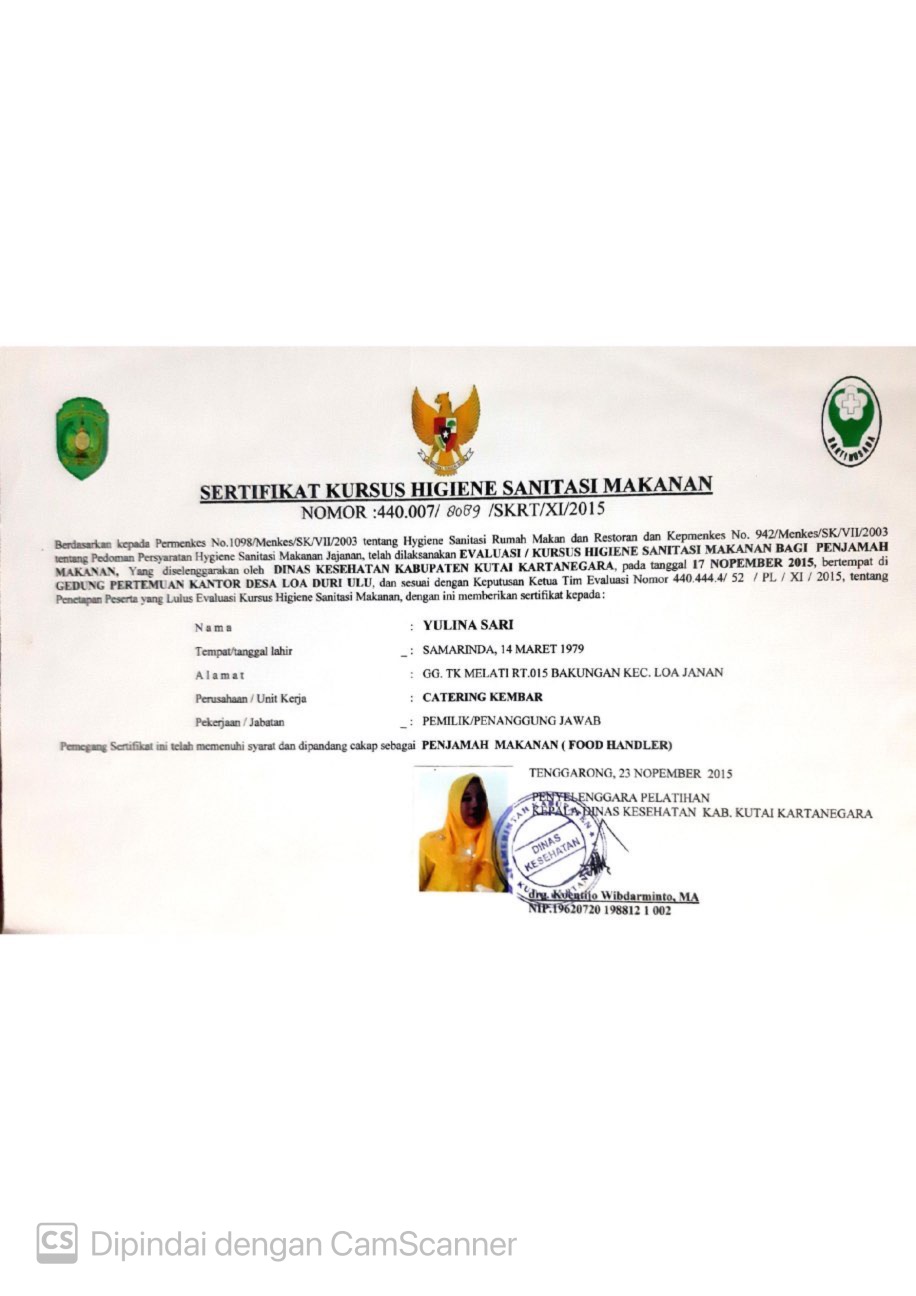 SERTIFIKAT KURSUS HIGIENE SANITASI MAKANAN
NOMOR :440.007/ 8089 /SKRT/XI/2015
BAKTI HUSADA
Berdasarkan kepada Permenkes No.1098/Menkes/SK/VII/2003 tentang Hygiene Sanitasi Rumah Makan dan Restoran dan Kepmenkes No. 942/Menkes/SK/VII/2003
tentang Pedoman Persyaratan Hygiene Sanitasi Makanan Jajanan, telah dilaksanakan EVALUASI / KURSUS HIGIENE SANITASI MAKANAN BAGI PENJAMAH
MAKANAN, Yang diselenggarakan oleh DINAS KESEHATAN KABUPATEN KUTAI KARTANEGARA, pada tanggal 17 NOPEMBER 2015, bertempat di
GEDUNG PERTEMUAN KANTOR DESA LOA DURI ULU, dan sesuai dengan Keputusan Ketua Tim Evaluasi Nomor 440.444.4/ 52 / PL / XI / 2015, tentang
Penetapan Peserta yang Lulus Evaluasi Kursus Higiene Sanitasi Makanan, dengan ini memberikan sertifikat kepada :
N a m a : YULINA SARI
Tempat/tanggal lahir _ : SAMARINDA, 14 MARET 1979
A l a m a t : GG. TK MELATI RT.015 BAKUNGAN KEC. LOA JANAN
Perusahaan / Unit Kerja : CATERING KEMBAR
Pekerjaan / Jabatan _ : PEMILIK/PENANGGUNG JAWAB
Pemegang Sertifikat ini telah memenuhi syarat dan dipandang cakap sebagai PENJAMAH MAKANAN ( FOOD HANDLER)
TENGGARONG, 23 NOPEMBER 2015
PENYELENGGARA PELATIHAN
KEPALA DINAS KESEHATAN KAB. KUTAI KARTANEGARA
PEMERINTAH KABUPATEN
DINAS
KESEHATAN
drg. Wibdarminto, MA
NIP.19620720 198812 1 002
CS Dipindai dengan CamScanner